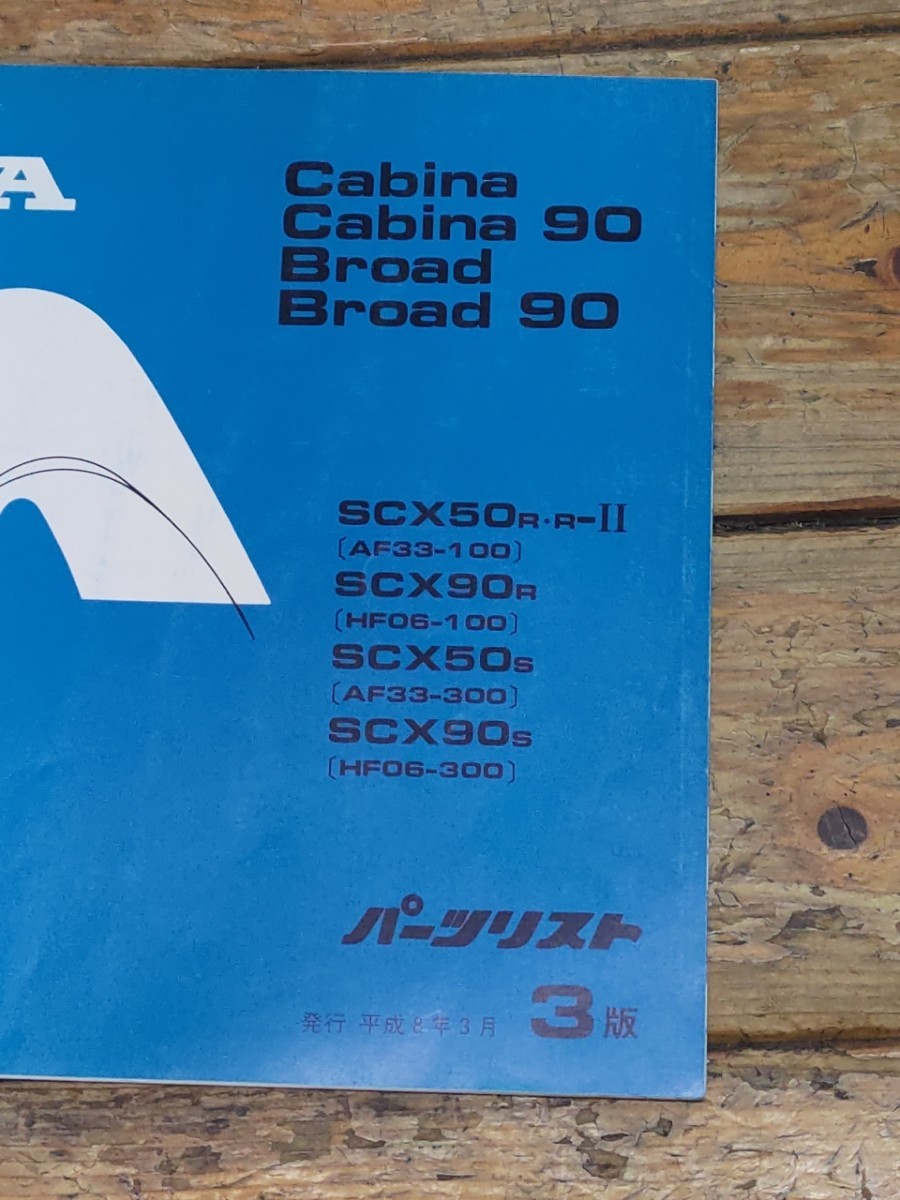 A
Cabina
Cabina 90
Broad
Broad 90
SCX50R·R-II
[AF33-100]
SCX90R
[HF06-100]
SCX50S
[AF33-300]
SCX90S
[HF06-300]
パーツリスト
発行 平成8年3月 3版